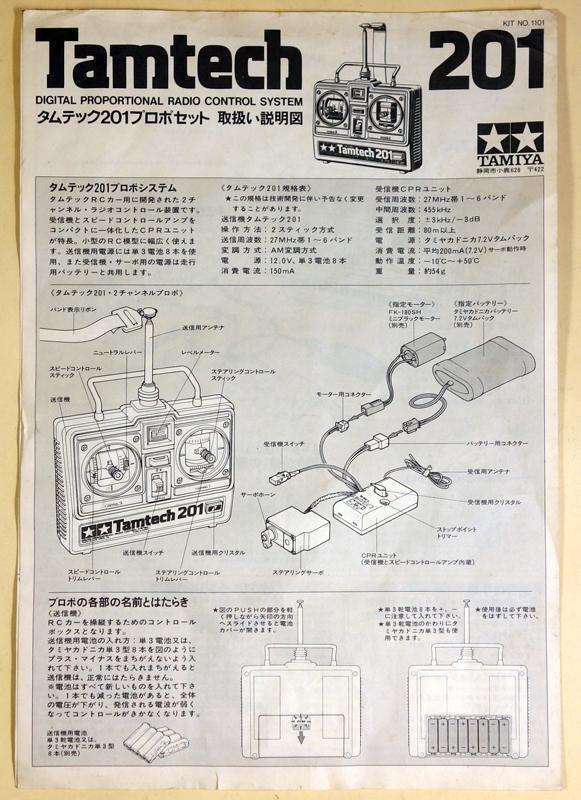 KIT NO. 1101
Tamtech 201
DIGITAL PROPORTIONAL RADIO CONTROL SYSTEM
タムテック201プロポセット 取扱い説明図
Tamtech 201
TAMIYA
静岡市小鹿628 〒422
タムテック201プロポシステム
タムテックRCカー用に開発された2チ
ャンネル・ラジオコントロール装置です。
受信機とスピードコントロールアンプを
コンパクトに一体化したCPRユニット
が特長。小型のRC模型に幅広く使えま
す。送信機用電源には単3電池8本を使
用、また受信機・サーボ用の電源は走行
用バッテリーと共用します。
《タムテック201規格表》
★この規格は技術開発に伴い予告なく変更
することがあります。
送信機タムテック201
操作方法：2スティック方式
送信周波数：27MHz帯1～6バンド
変調方式：AM変調方式
電源：12.0V、単3電池8本
消費電流：150mA
受信機CPRユニット
受信周波数：27MHz帯1～6バンド
中間周波数：455kHz
選択度：±3kHz/－3dB
受信距離：80m以上
電源：タミヤカドニカ7.2Vタムパック
消費電流：平均200mA(7.2V)サーボ動作時
動作温度：－10℃～＋50℃
重量：約54g
《タムテック201・2チャンネルプロポ》
バンド表示リボン
送信用アンテナ
ニュートラルレバー
レベルメーター
スピードコントロール
スティック
ステアリングコントロール
スティック
送信機
Tamtech 201
送信機スイッチ
送信機用クリスタル
スピードコントロール
トリムレバー
ステアリングコントロール
トリムレバー
《指定モーター》
FK-180SH
ミニブラックモーター
(別売)
《指定バッテリー》
タミヤカドニカバッテリー
7.2Vタムパック
(別売)
モーター用コネクター
受信機スイッチ
バッテリー用コネクター
受信用アンテナ
サーボホーン
受信機用クリスタル
ストップポイント
トリマー
CPRユニット
(受信機とスピードコントロールアンプ内蔵)
ステアリングサーボ
プロポの各部の名前とはたらき
《送信機》
RCカーを操縦するためのコントロール
ボックスとなります。
送信機用電池の入れ方：単3電池又は、
タミヤカドニカ単3型8本を図のように
プラス・マイナスをまちがえないよう入
れて下さい。1本でも入れまちがえると
送信機は、正常にはたらきません。
※電池はすべて新しいものを入れて下さ
い。1本でも減った電池があると、全体
の電圧が下がり、発信される電波が弱く
なってコントロールがきかなくなります。
送信機用電池
単3乾電池又は、
タミヤカドニカ単3型
8本(別売)
★図のPUSHの部分を軽
く押しながら矢印の方向
へスライドさせると電池
カバーが開きます。
★単3乾電池8本を＋、－
に注意して入れて下さい。
★単3乾電池のかわりにタ
ミヤカドニカ単3型も使
用できます。
★使用後は必ず電池
をはずして下さい。